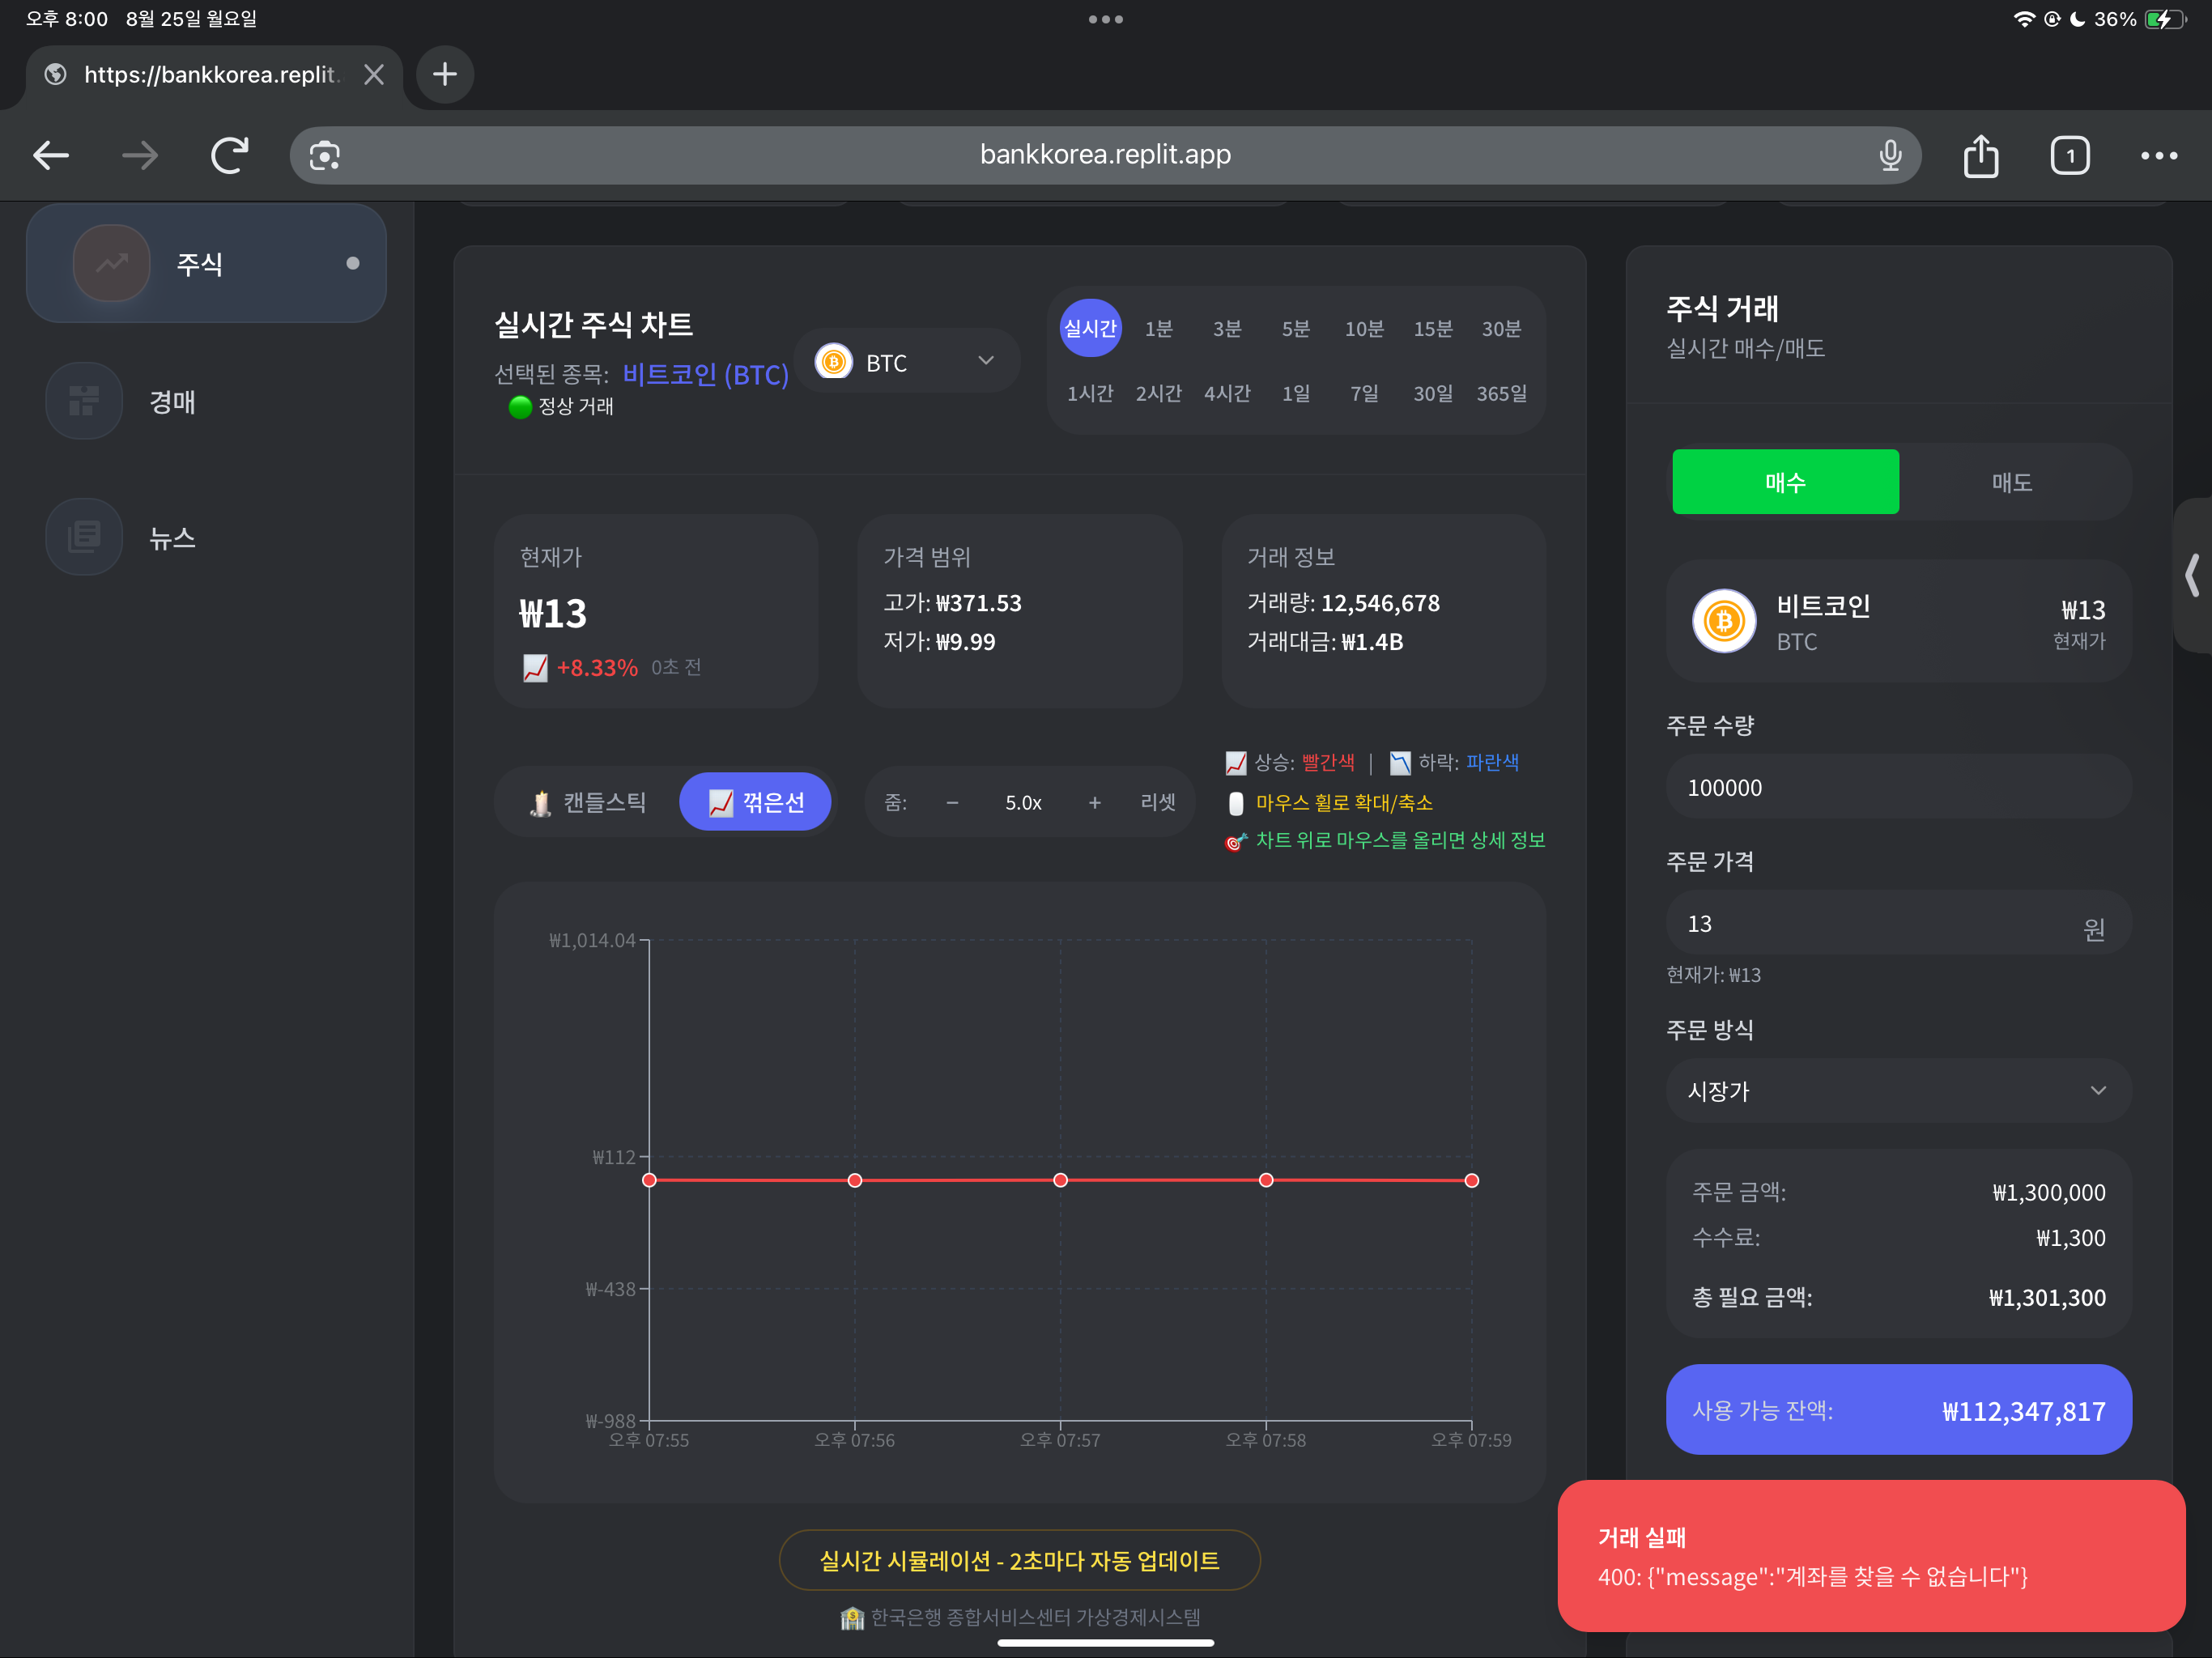 오후 8:00 8월 25일 월요일
36%
https://bankkorea.replit.
bankkorea.replit.app
1
주식
경매
뉴스
실시간 주식 차트
선택된 종목: 비트코인 (BTC)
정상 거래
BTC
실시간 1분 3분 5분 10분 15분 30분
1시간 2시간 4시간 1일 7일 30일 365일
현재가
₩13
+8.33% 0초 전
가격 범위
고가: ₩371.53
저가: ₩9.99
거래 정보
거래량: 12,546,678
거래대금: ₩1.4B
캔들스틱 꺾은선
줌: − 5.0x + 리셋
상승: 빨간색 | 하락: 파란색
마우스 휠로 확대/축소
차트 위로 마우스를 올리면 상세 정보
₩1,014.04
₩112
₩-438
₩-988
오후 07:55 오후 07:56 오후 07:57 오후 07:58 오후 07:59
실시간 시뮬레이션 - 2초마다 자동 업데이트
한국은행 종합서비스센터 가상경제시스템
주식 거래
실시간 매수/매도
매수 매도
비트코인 ₩13
BTC 현재가
주문 수량
100000
주문 가격
13 원
현재가: ₩13
주문 방식
시장가
주문 금액: ₩1,300,000
수수료: ₩1,300
총 필요 금액: ₩1,301,300
사용 가능 잔액: ₩112,347,817
거래 실패
400: {"message":"계좌를 찾을 수 없습니다"}